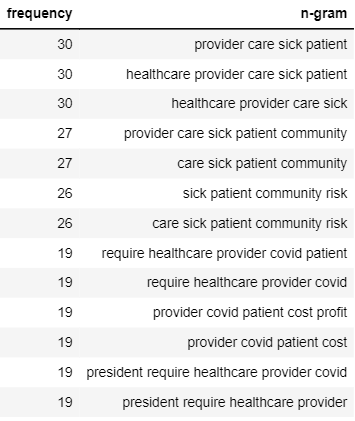 frequency n-gram
30 provider care sick patient
30 healthcare provider care sick patient
30 healthcare provider care sick
27 provider care sick patient community
27 care sick patient community
26 sick patient community risk
26 care sick patient community risk
19 require healthcare provider covid patient
19 require healthcare provider covid
19 provider covid patient cost profit
19 provider covid patient cost
19 president require healthcare provider covid
19 president require healthcare provider